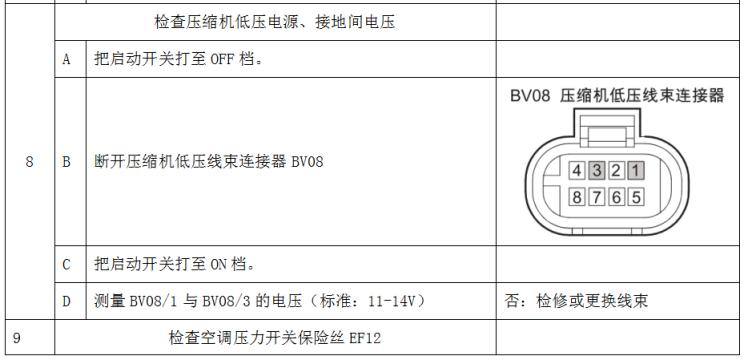 检查压缩机低压电源、接地间电压
A 把启动开关打至 OFF 档。
8 B 断开压缩机低压线束连接器 BV08
BV08 压缩机低压线束连接器
4 3 2 1
8 7 6 5
C 把启动开关打至 ON 档。
D 测量 BV08/1 与 BV08/3 的电压（标准：11-14V） 否：检修或更换线束
9 检查空调压力开关保险丝 EF12